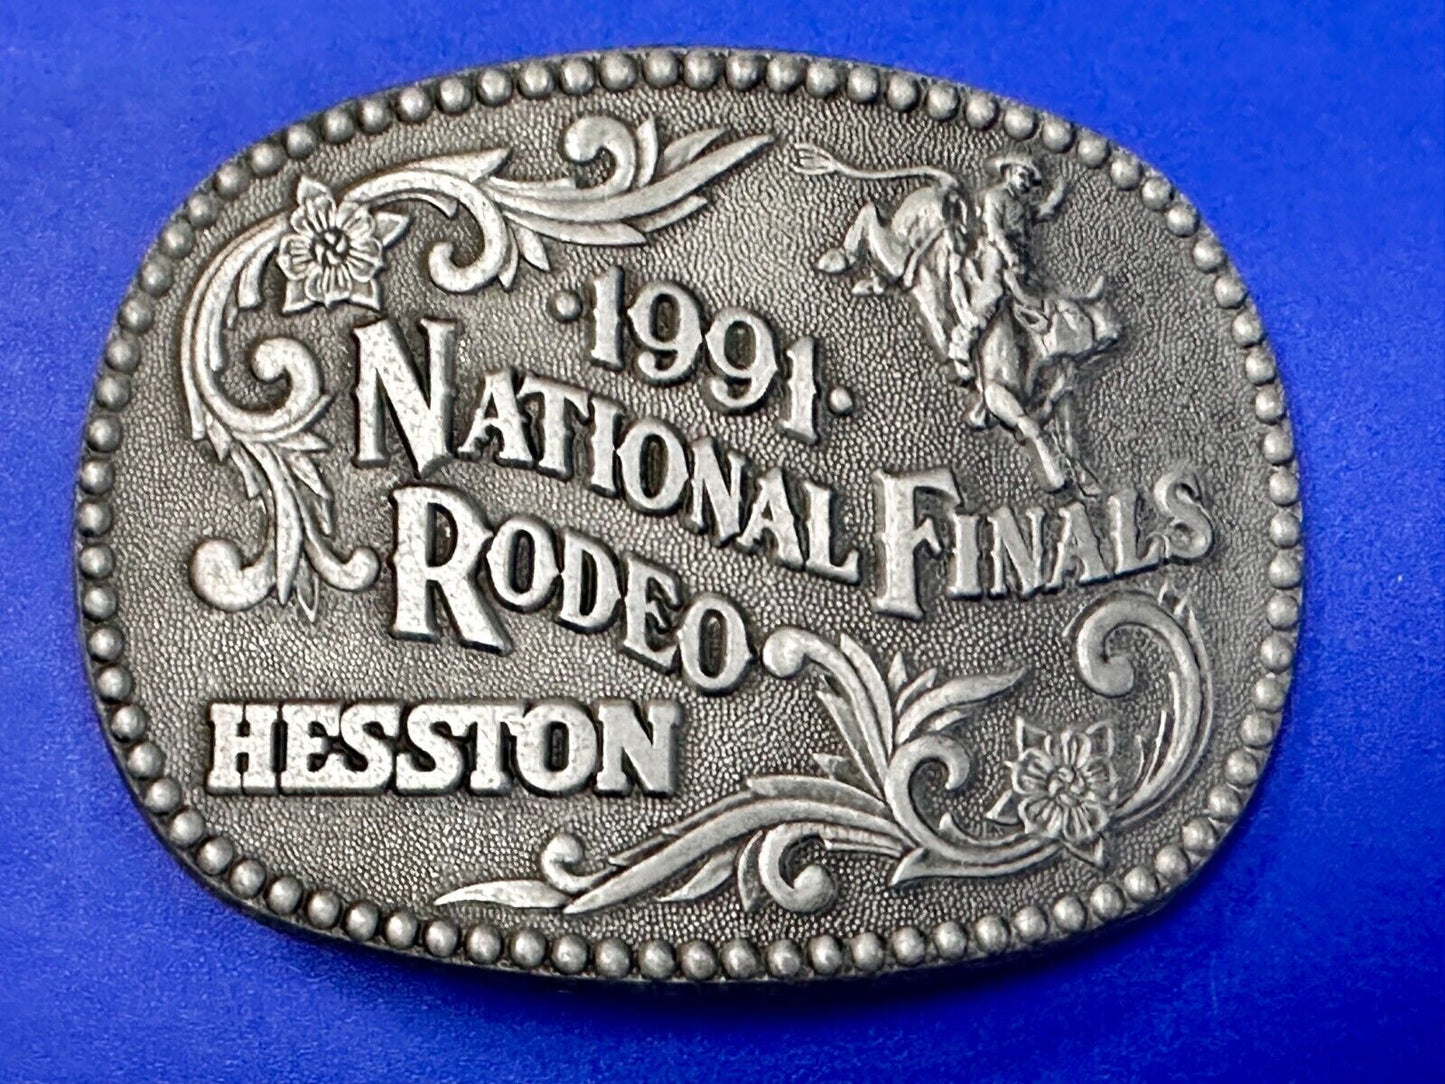 ·1991·
NATIONAL FINALS
RODEO
HESSTON